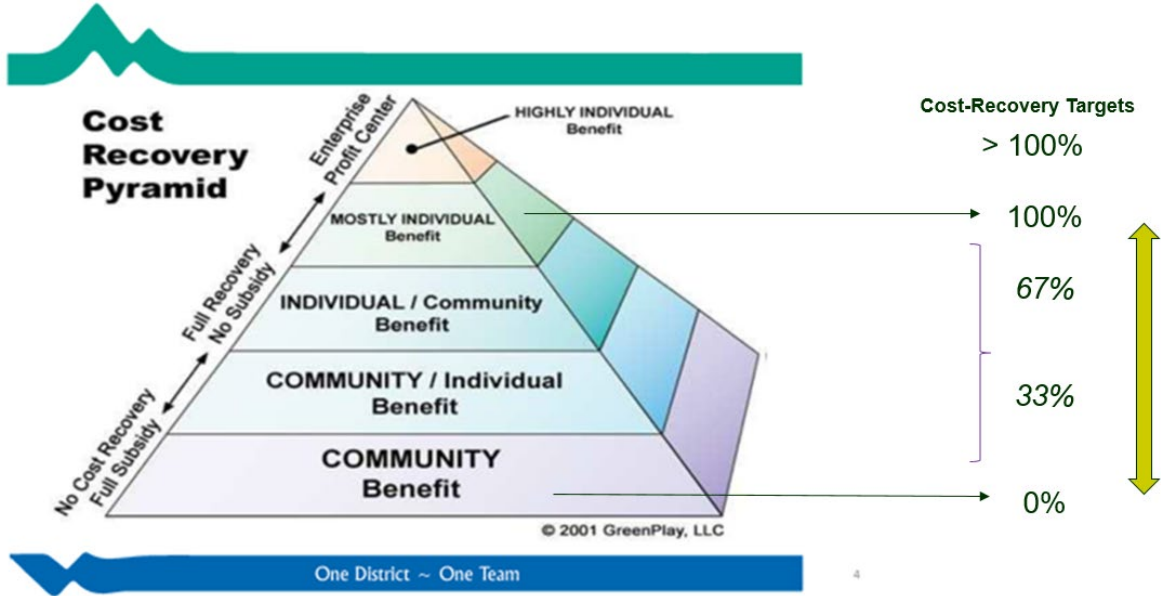 Cost
Recovery
Pyramid
Enterprise
Profit Center
Full Recovery
No Subsidy
No Cost Recovery
Full Subsidy
HIGHLY INDIVIDUAL
Benefit
MOSTLY INDIVIDUAL
Benefit
INDIVIDUAL / Community
Benefit
COMMUNITY / Individual
Benefit
COMMUNITY
Benefit
© 2001 GreenPlay, LLC
Cost-Recovery Targets
> 100%
100%
67%
33%
0%
One District ~ One Team
4